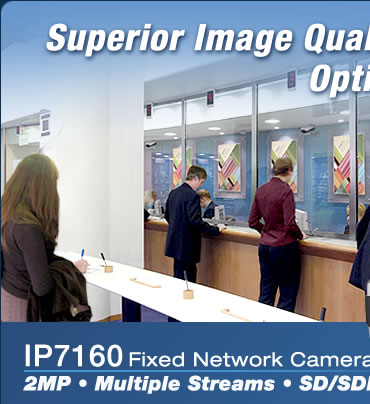 Superior Image Qual
Opti
IP7160 Fixed Network Camera
2MP • Multiple Streams • SD/SD